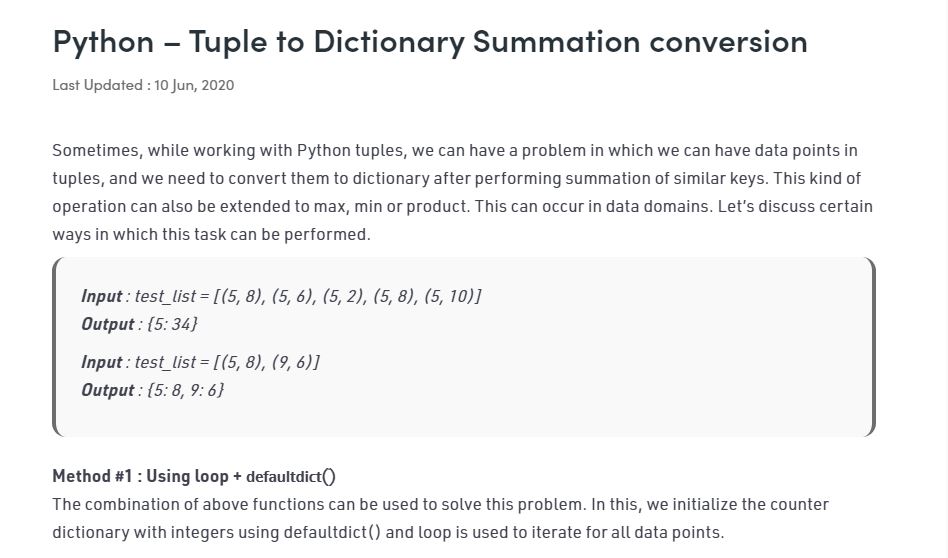 Python – Tuple to Dictionary Summation conversion
Last Updated : 10 Jun, 2020
Sometimes, while working with Python tuples, we can have a problem in which we can have data points in
tuples, and we need to convert them to dictionary after performing summation of similar keys. This kind of
operation can also be extended to max, min or product. This can occur in data domains. Let’s discuss certain
ways in which this task can be performed.
Input : test_list = [(5, 8), (5, 6), (5, 2), (5, 8), (5, 10)]
Output : {5: 34}
Input : test_list = [(5, 8), (9, 6)]
Output : {5: 8, 9: 6}
Method #1 : Using loop + defaultdict()
The combination of above functions can be used to solve this problem. In this, we initialize the counter
dictionary with integers using defaultdict() and loop is used to iterate for all data points.